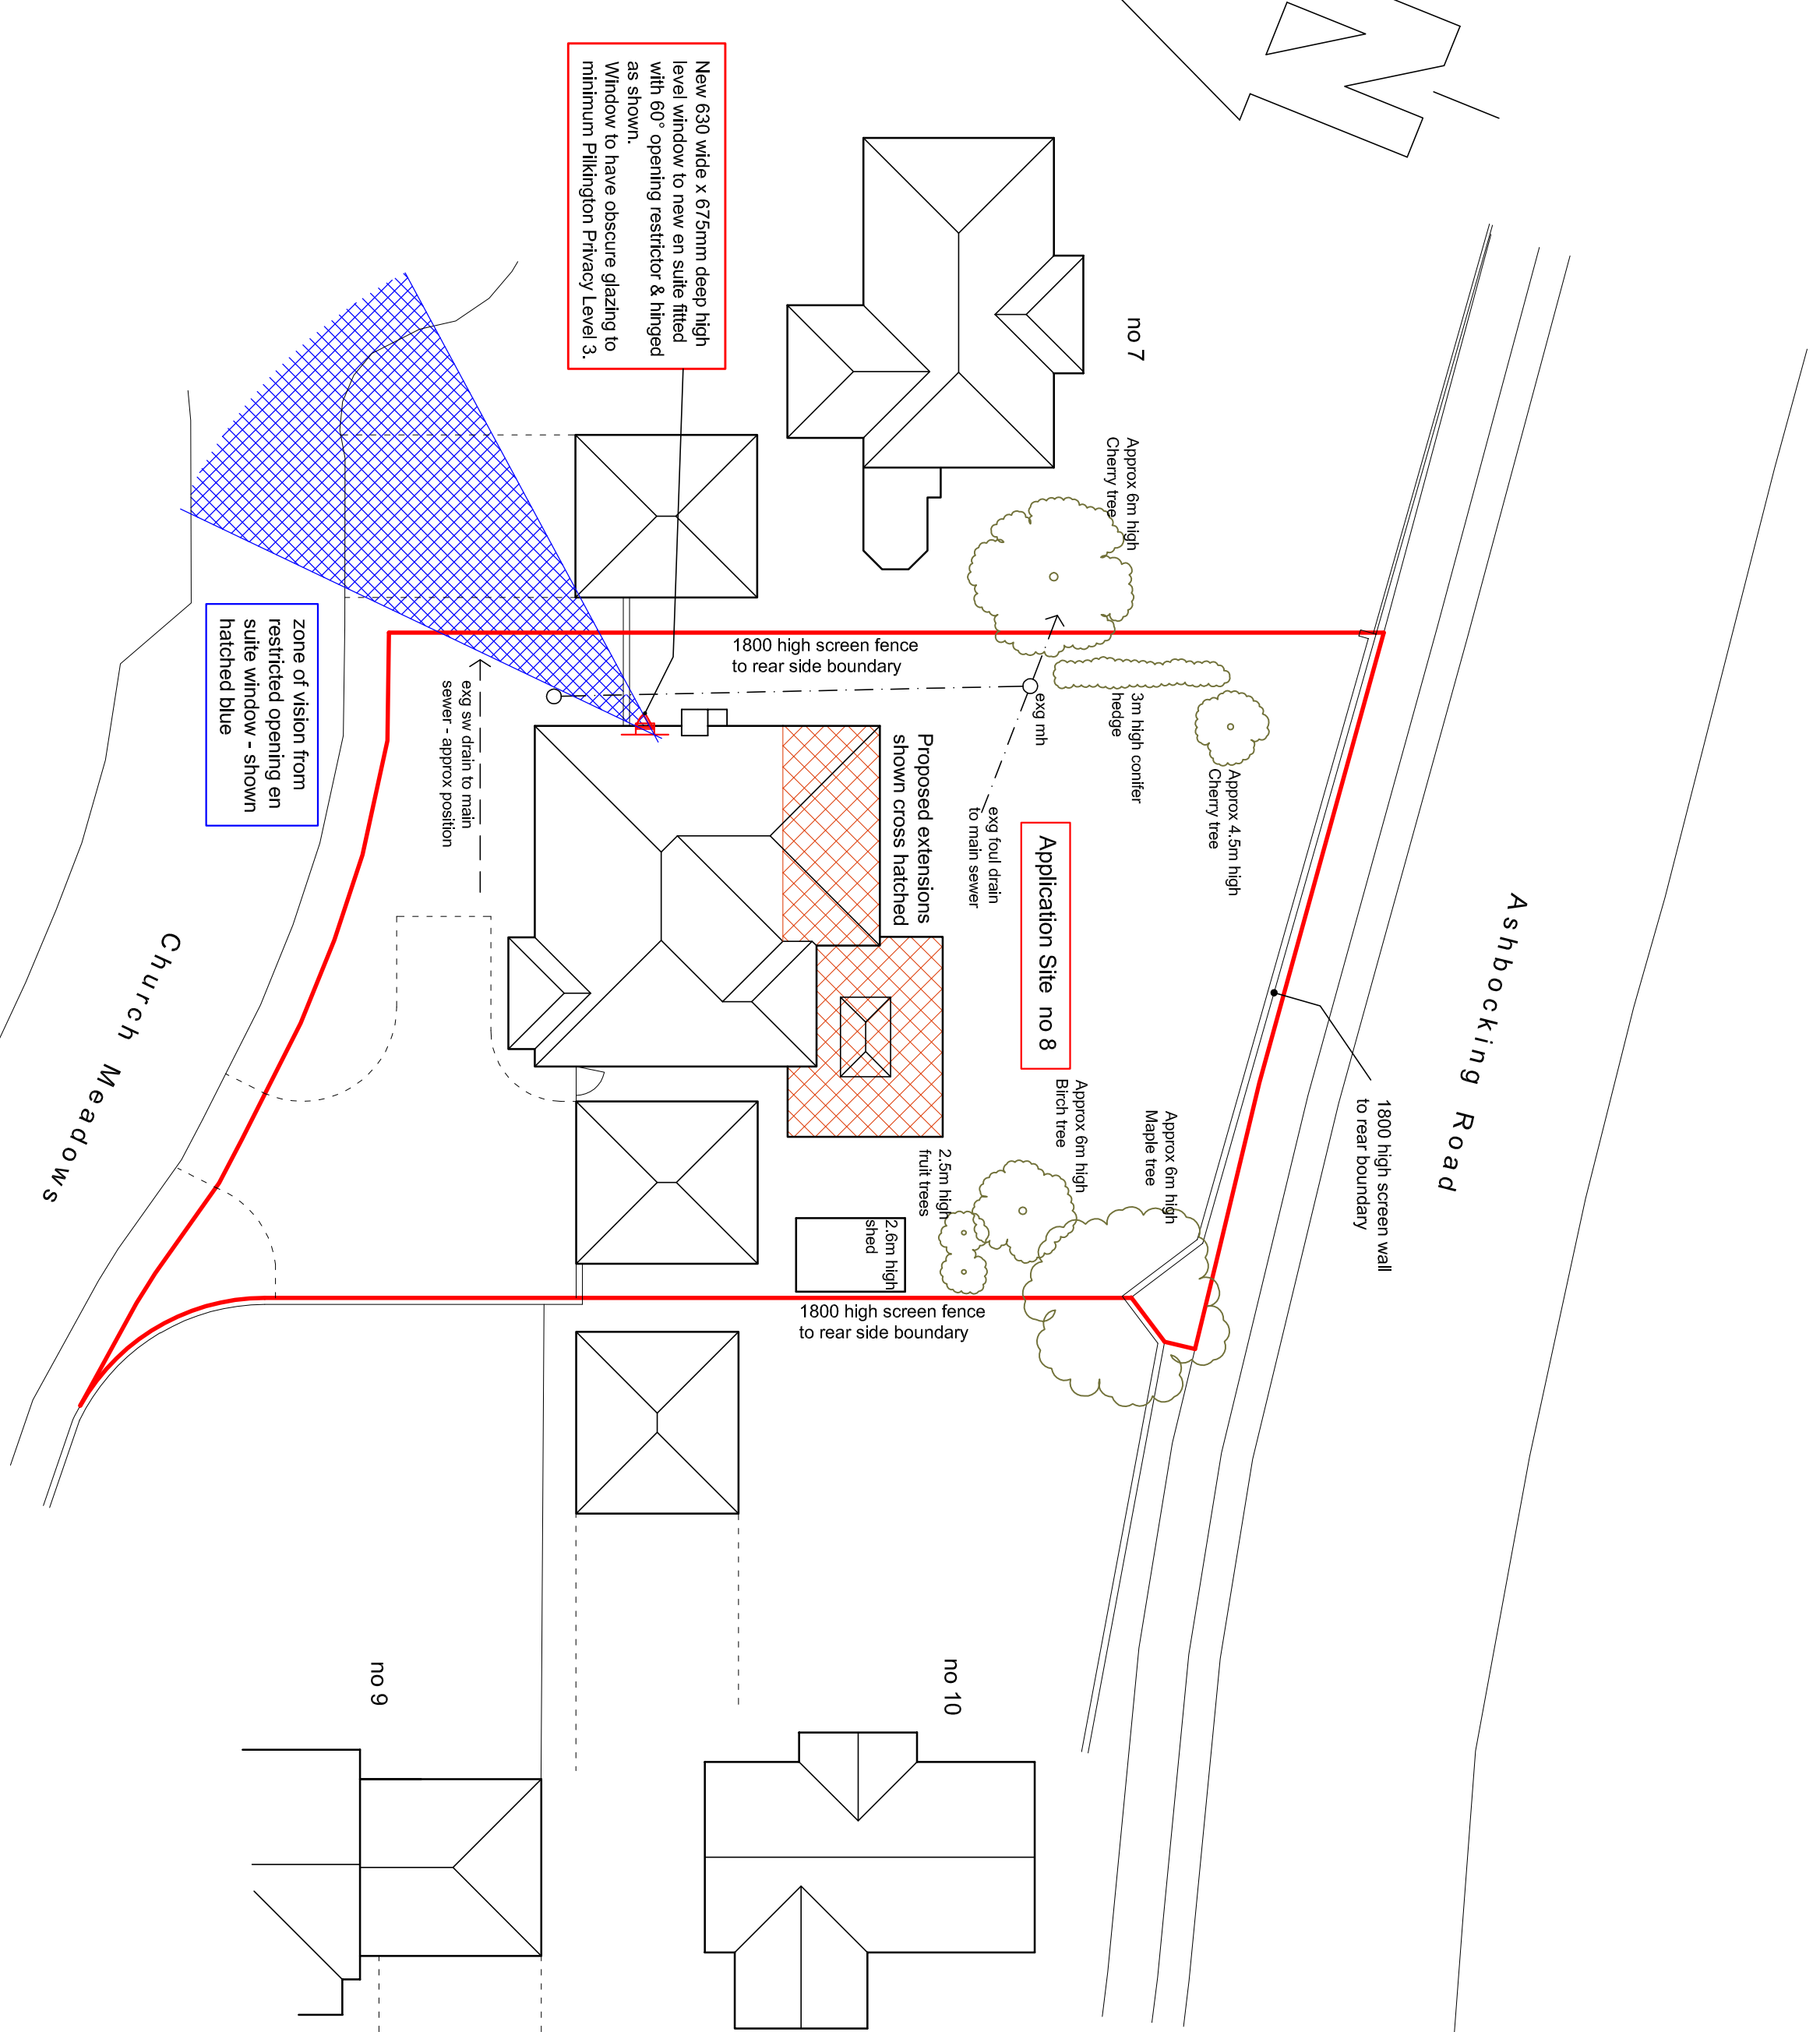 New 630 wide x 675mm deep high
level window to new en suite fitted
with 60° opening restrictor & hinged
as shown.
Window to have obscure glazing to
minimum Pilkington Privacy Level 3.
no 7
Approx 6m high
Cherry tree
1800 high screen fence
to rear side boundary
exg mh
3m high conifer
hedge
Approx 4.5m high
Cherry tree
zone of vision from
restricted opening en
suite window - shown
hatched blue
exg sw drain to main
sewer - approx position
Proposed extensions
shown cross hatched
exg foul drain
to main sewer
Application Site no 8
Ashbocking Road
Church Meadows
1800 high screen wall
to rear boundary
Approx 6m high
Birch tree
Approx 6m high
Maple tree
2.5m high
fruit trees
2.6m high
shed
1800 high screen fence
to rear side boundary
no 9
no 10